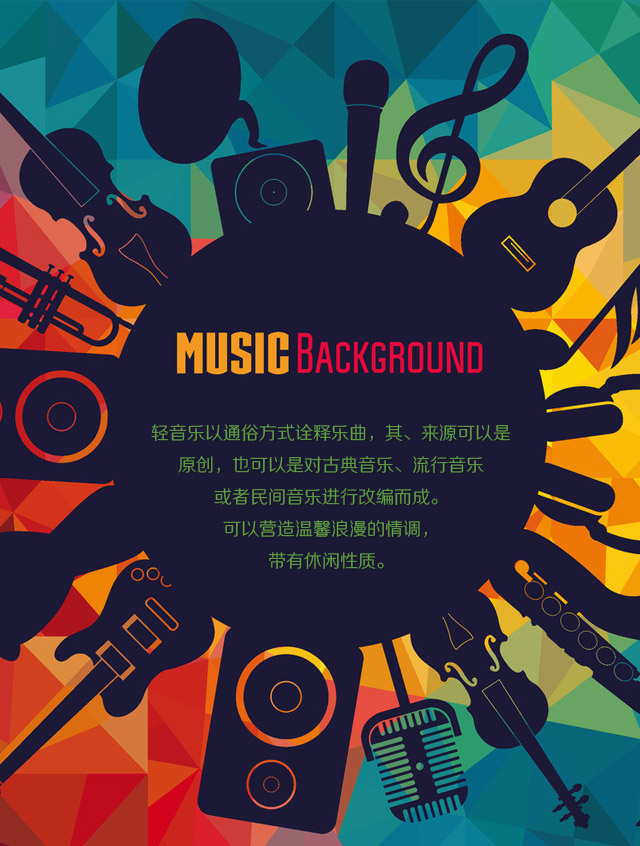 MUSIC BACKGROUND
轻音乐以通俗方式诠释乐曲，其、来源可以是
原创，也可以是对古典音乐、流行音乐
或者民间音乐进行改编而成。
可以营造温馨浪漫的情调，
带有休闲性质。